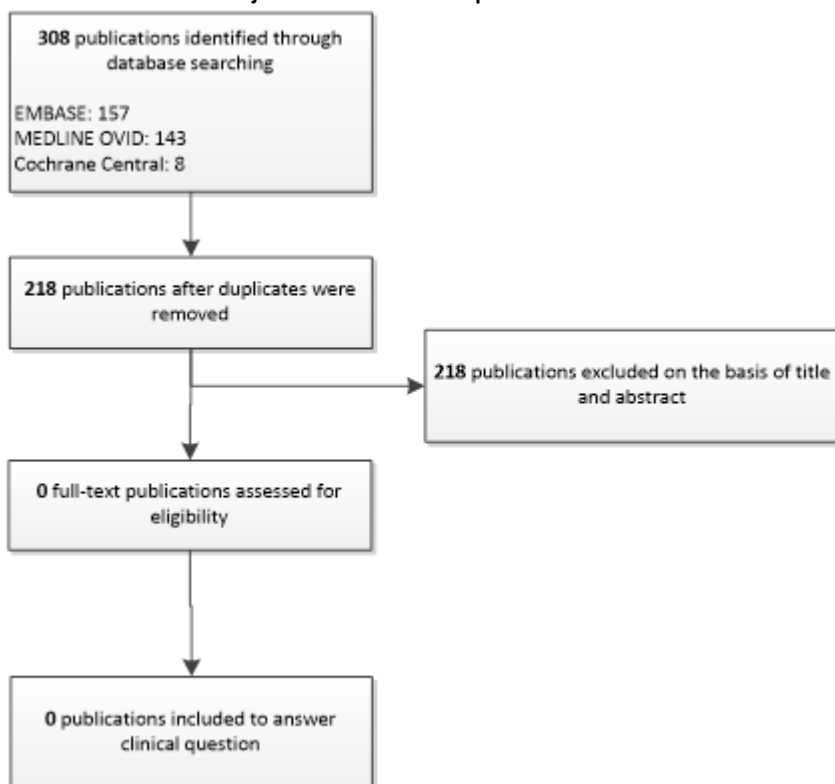 308 publications identified through
database searching
EMBASE: 157
MEDLINE OVID: 143
Cochrane Central: 8
218 publications after duplicates were
removed
218 publications excluded on the basis of title
and abstract
0 full-text publications assessed for
eligibility
0 publications included to answer
clinical question